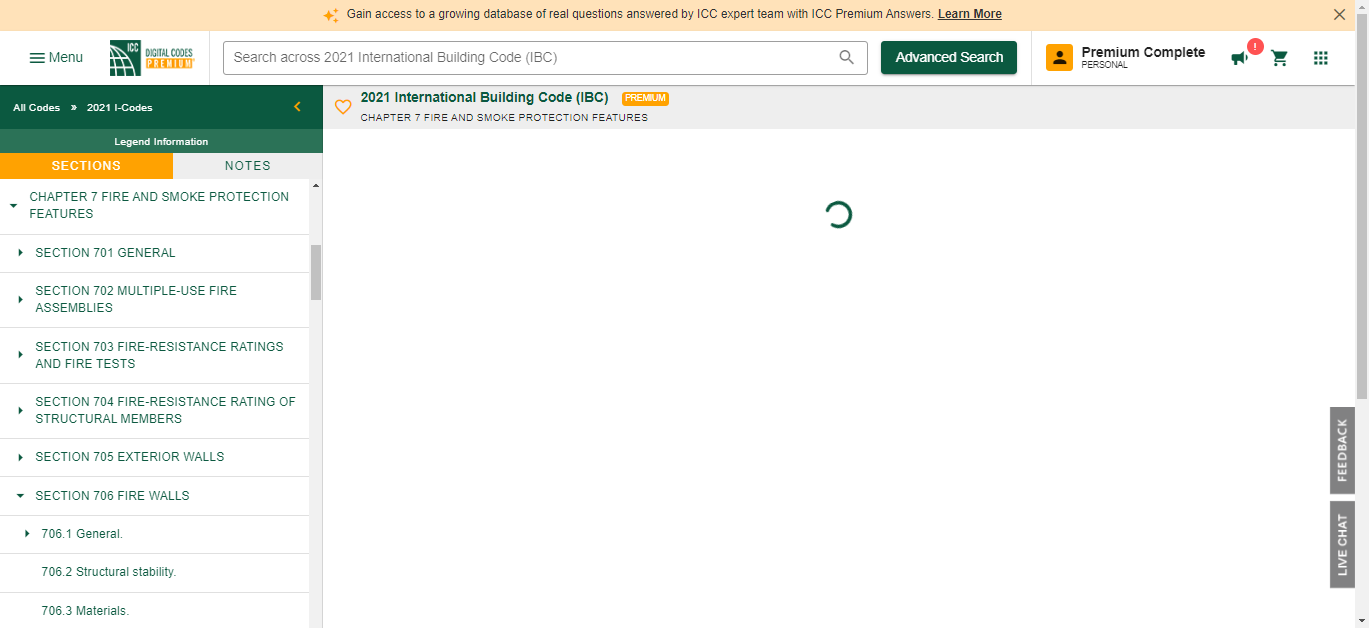 Gain access to a growing database of real questions answered by ICC expert team with ICC Premium Answers. Learn More
Menu
ICC
DIGITAL CODES
PREMIUM
Search across 2021 International Building Code (IBC)
Advanced Search
Premium Complete
PERSONAL
!
All Codes » 2021 I-Codes
Legend Information
SECTIONS
NOTES
2021 International Building Code (IBC) PREMIUM
CHAPTER 7 FIRE AND SMOKE PROTECTION FEATURES
CHAPTER 7 FIRE AND SMOKE PROTECTION
FEATURES
SECTION 701 GENERAL
SECTION 702 MULTIPLE-USE FIRE
ASSEMBLIES
SECTION 703 FIRE-RESISTANCE RATINGS
AND FIRE TESTS
SECTION 704 FIRE-RESISTANCE RATING OF
STRUCTURAL MEMBERS
SECTION 705 EXTERIOR WALLS
SECTION 706 FIRE WALLS
706.1 General.
706.2 Structural stability.
706.3 Materials.
FEEDBACK
LIVE CHAT